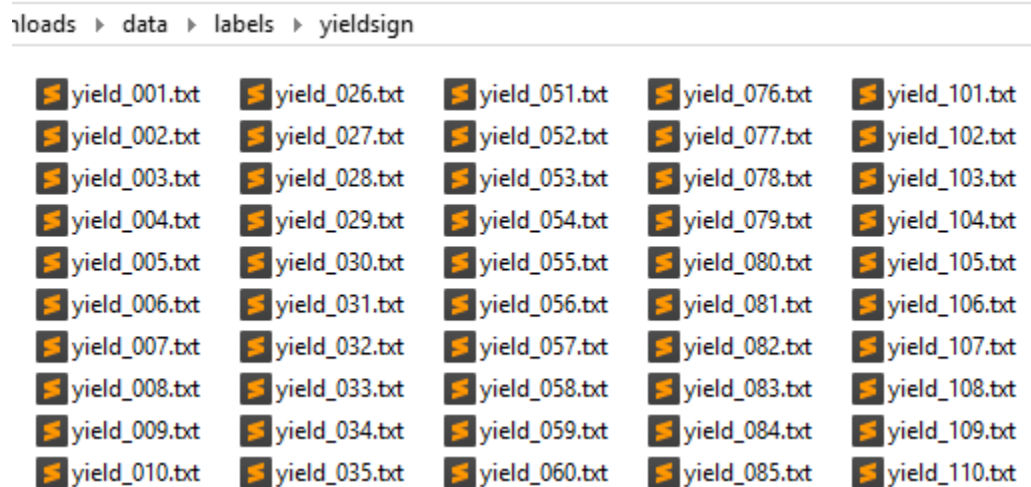 nloads ▸ data ▸ labels ▸ yieldsign
yield_001.txt yield_026.txt yield_051.txt yield_076.txt yield_101.txt
yield_002.txt yield_027.txt yield_052.txt yield_077.txt yield_102.txt
yield_003.txt yield_028.txt yield_053.txt yield_078.txt yield_103.txt
yield_004.txt yield_029.txt yield_054.txt yield_079.txt yield_104.txt
yield_005.txt yield_030.txt yield_055.txt yield_080.txt yield_105.txt
yield_006.txt yield_031.txt yield_056.txt yield_081.txt yield_106.txt
yield_007.txt yield_032.txt yield_057.txt yield_082.txt yield_107.txt
yield_008.txt yield_033.txt yield_058.txt yield_083.txt yield_108.txt
yield_009.txt yield_034.txt yield_059.txt yield_084.txt yield_109.txt
yield_010.txt yield_035.txt yield_060.txt yield_085.txt yield_110.txt